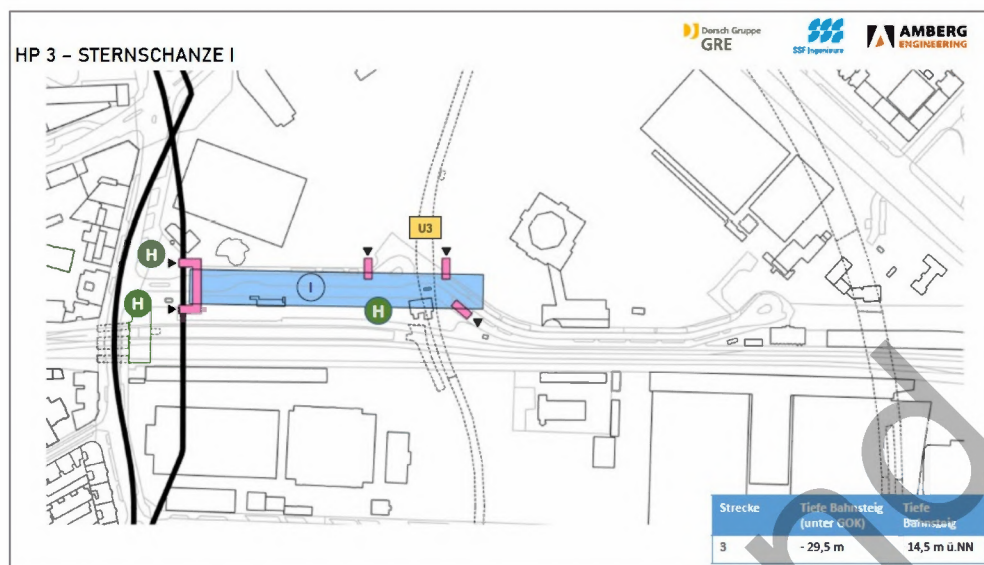 Dorsch Gruppe
GRE
SSF Ingenieure
AMBERG
ENGINEERING
HP 3 – STERNSCHANZE I
U3
H
I
H
H
Strecke Tiefe Bahnsteig (unter GOK) Tiefe Bahnsteig
3 - 29,5 m 14,5 m ü.NN
nd